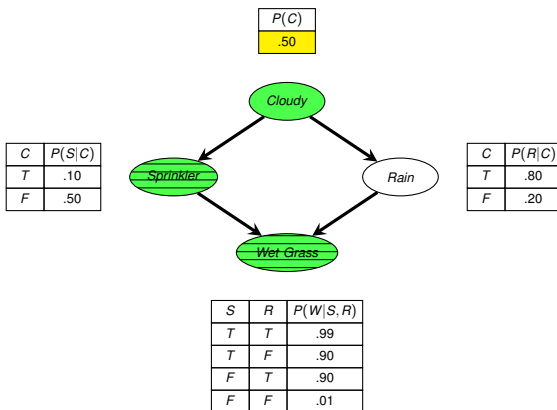 P(C)
.50
Cloudy
C P(S|C)
T .10
F .50
Sprinkler
Rain
C P(R|C)
T .80
F .20
Wet Grass
S R P(W|S,R)
T T .99
T F .90
F T .90
F F .01